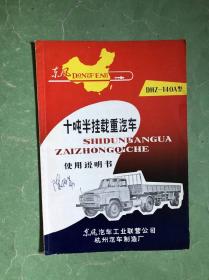 东风 DONGFENG
DHZ-140A型
十吨半挂载重汽车
SHIDUNBANGUA
ZAIZHONGQICHE
使用说明书
东风汽车工业联营公司
杭州汽车制造厂